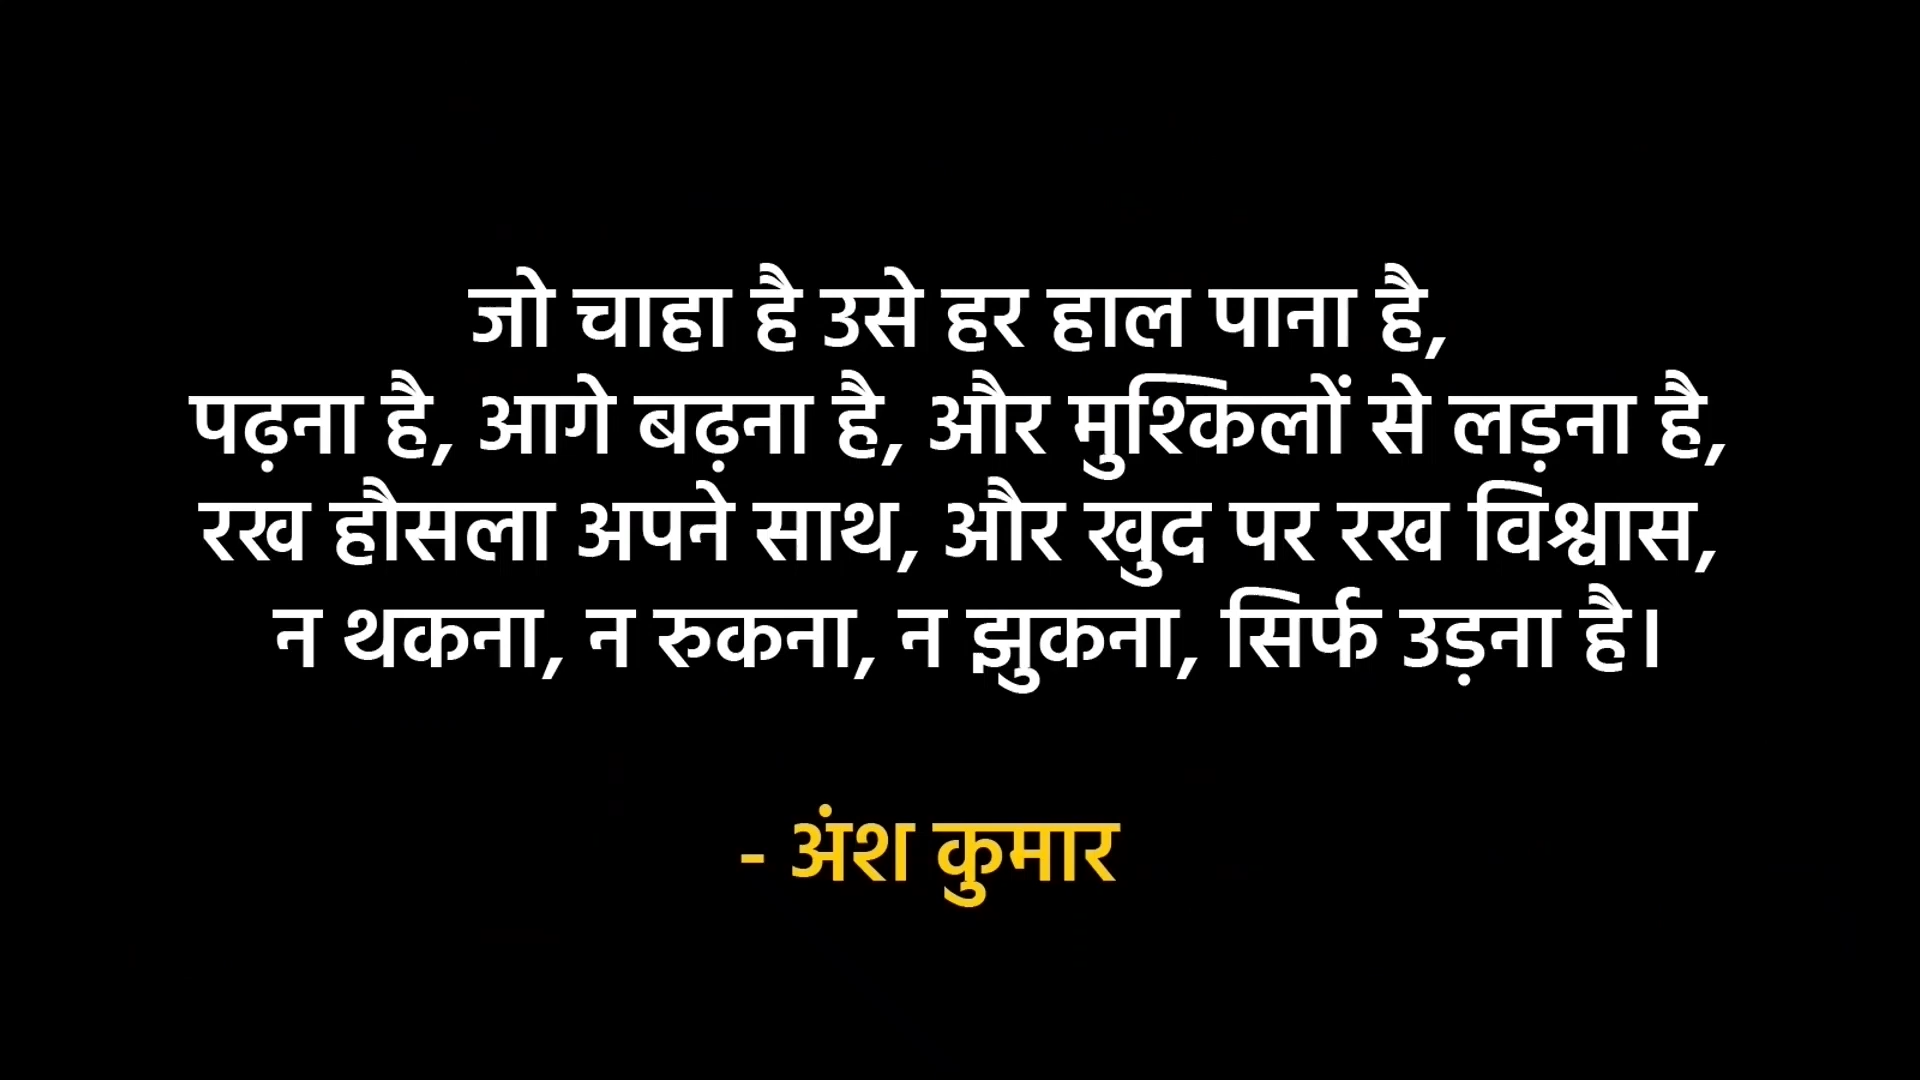 जो चाहा है उसे हर हाल पाना है,
पढ़ना है, आगे बढ़ना है, और मुश्किलों से लड़ना है,
रख हौसला अपने साथ, और खुद पर रख विश्वास,
न थकना, न रुकना, न झुकना, सिर्फ उड़ना है।
- अंश कुमार